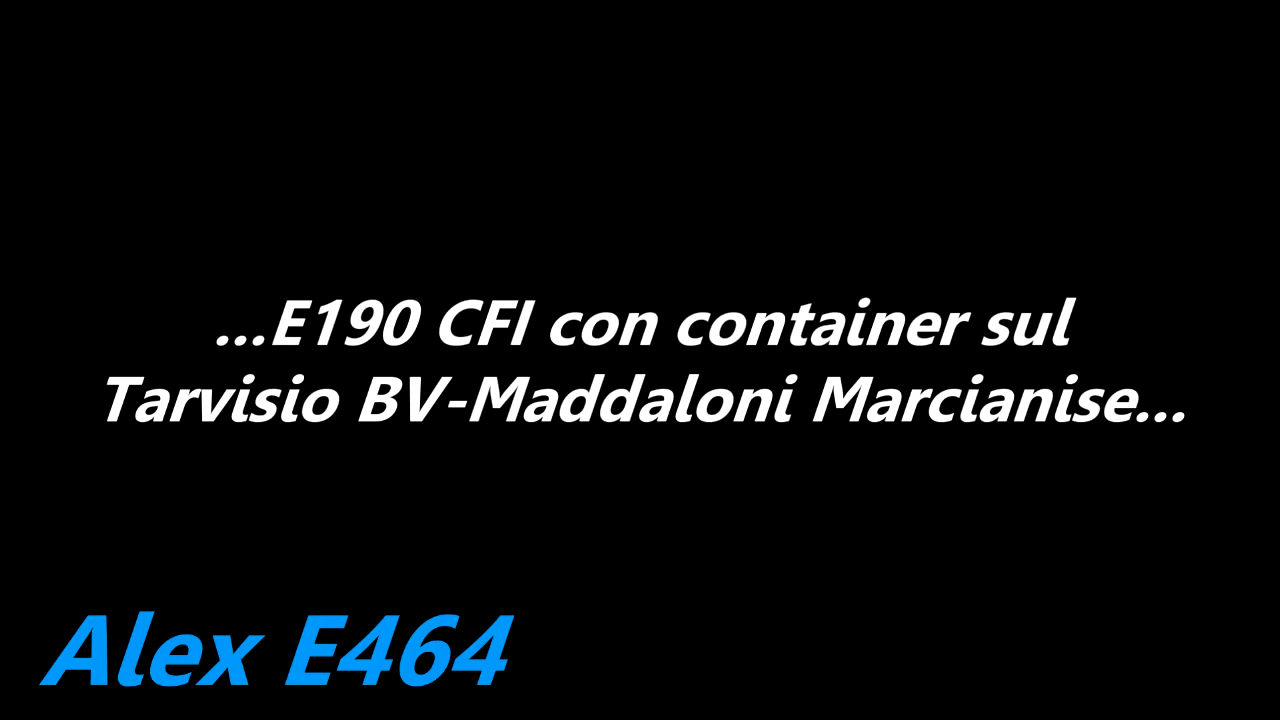 ...E190 CFI con container sul
Tarvisio BV-Maddaloni Marcianise...
Alex E464